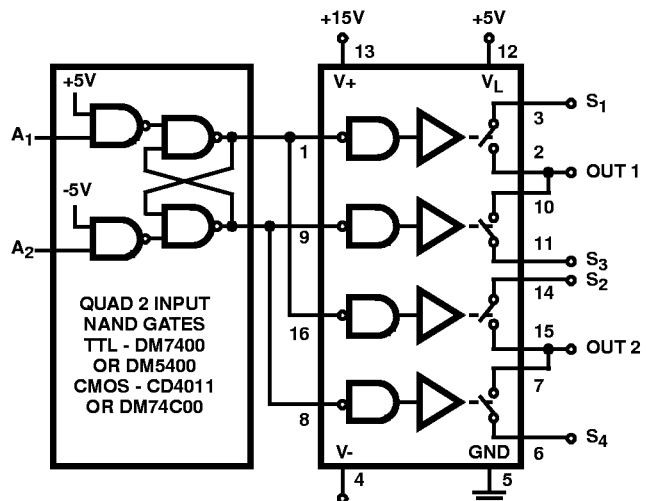 +15V
+5V
13
12
+5V
V+
VL
S1
A1
1
3
2
OUT 1
-5V
10
9
11
A2
S3
S2
14
QUAD 2 INPUT
NAND GATES
TTL - DM7400
OR DM5400
CMOS - CD4011
OR DM74C00
16
15
OUT 2
7
8
V-
GND
6
S4
4
5